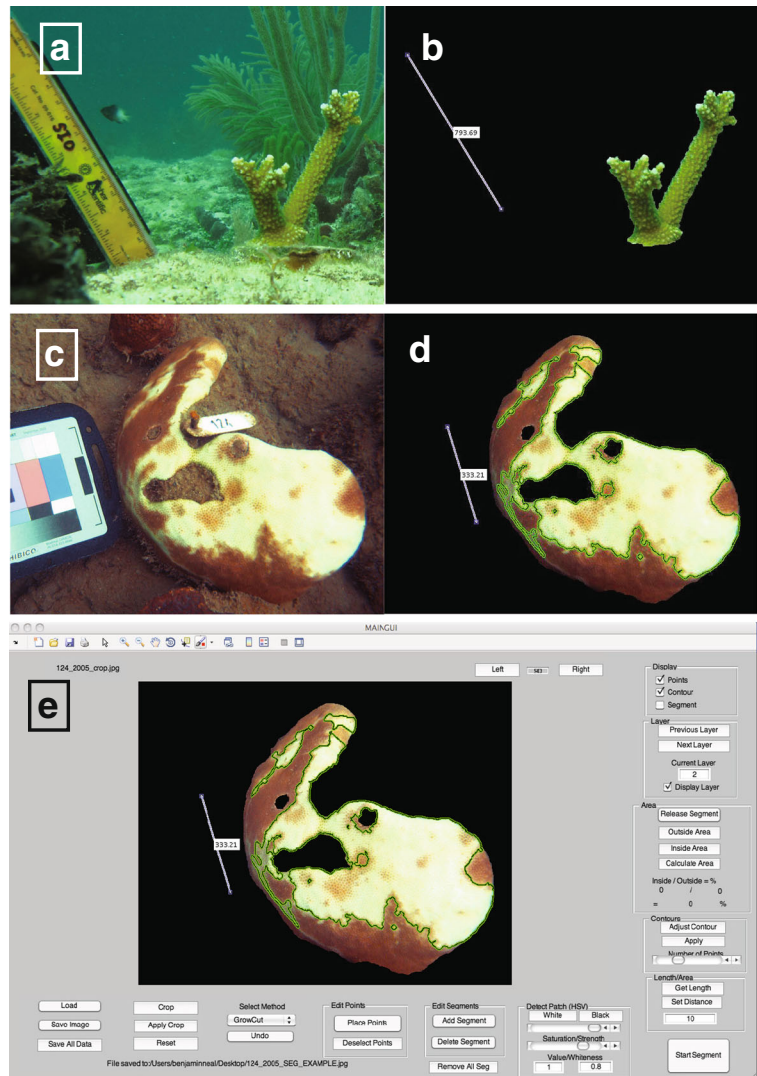 a
510
b
793.69
c
124
HIBICO
d
333.21
MAINGUI
124_2005_crop.jpg
Left
Right
e
333.21
Display
Points
Contour
Segment
Layer
Previous Layer
Next Layer
Current Layer
2
Display Layer
Area
Release Segment
Outside Area
Inside Area
Calculate Area
Inside / Outside = %
0 / 0
= 0 %
Contours
Adjust Contour
Apply
Number of Points
Length/Area
Get Length
Set Distance
10
Start Segment
Load
Save Image
Save All Data
Crop
Apply Crop
Reset
Select Method
GrowCut
Undo
Edit Points
Place Points
Deselect Points
Edit Segments
Add Segment
Delete Segment
Remove All Seg
Detect Patch (HSV)
White Black
Saturation/Strength
Value/Whiteness
1 0.8
File saved to:/Users/benjaminneal/Desktop/124_2005_SEG_EXAMPLE.jpg